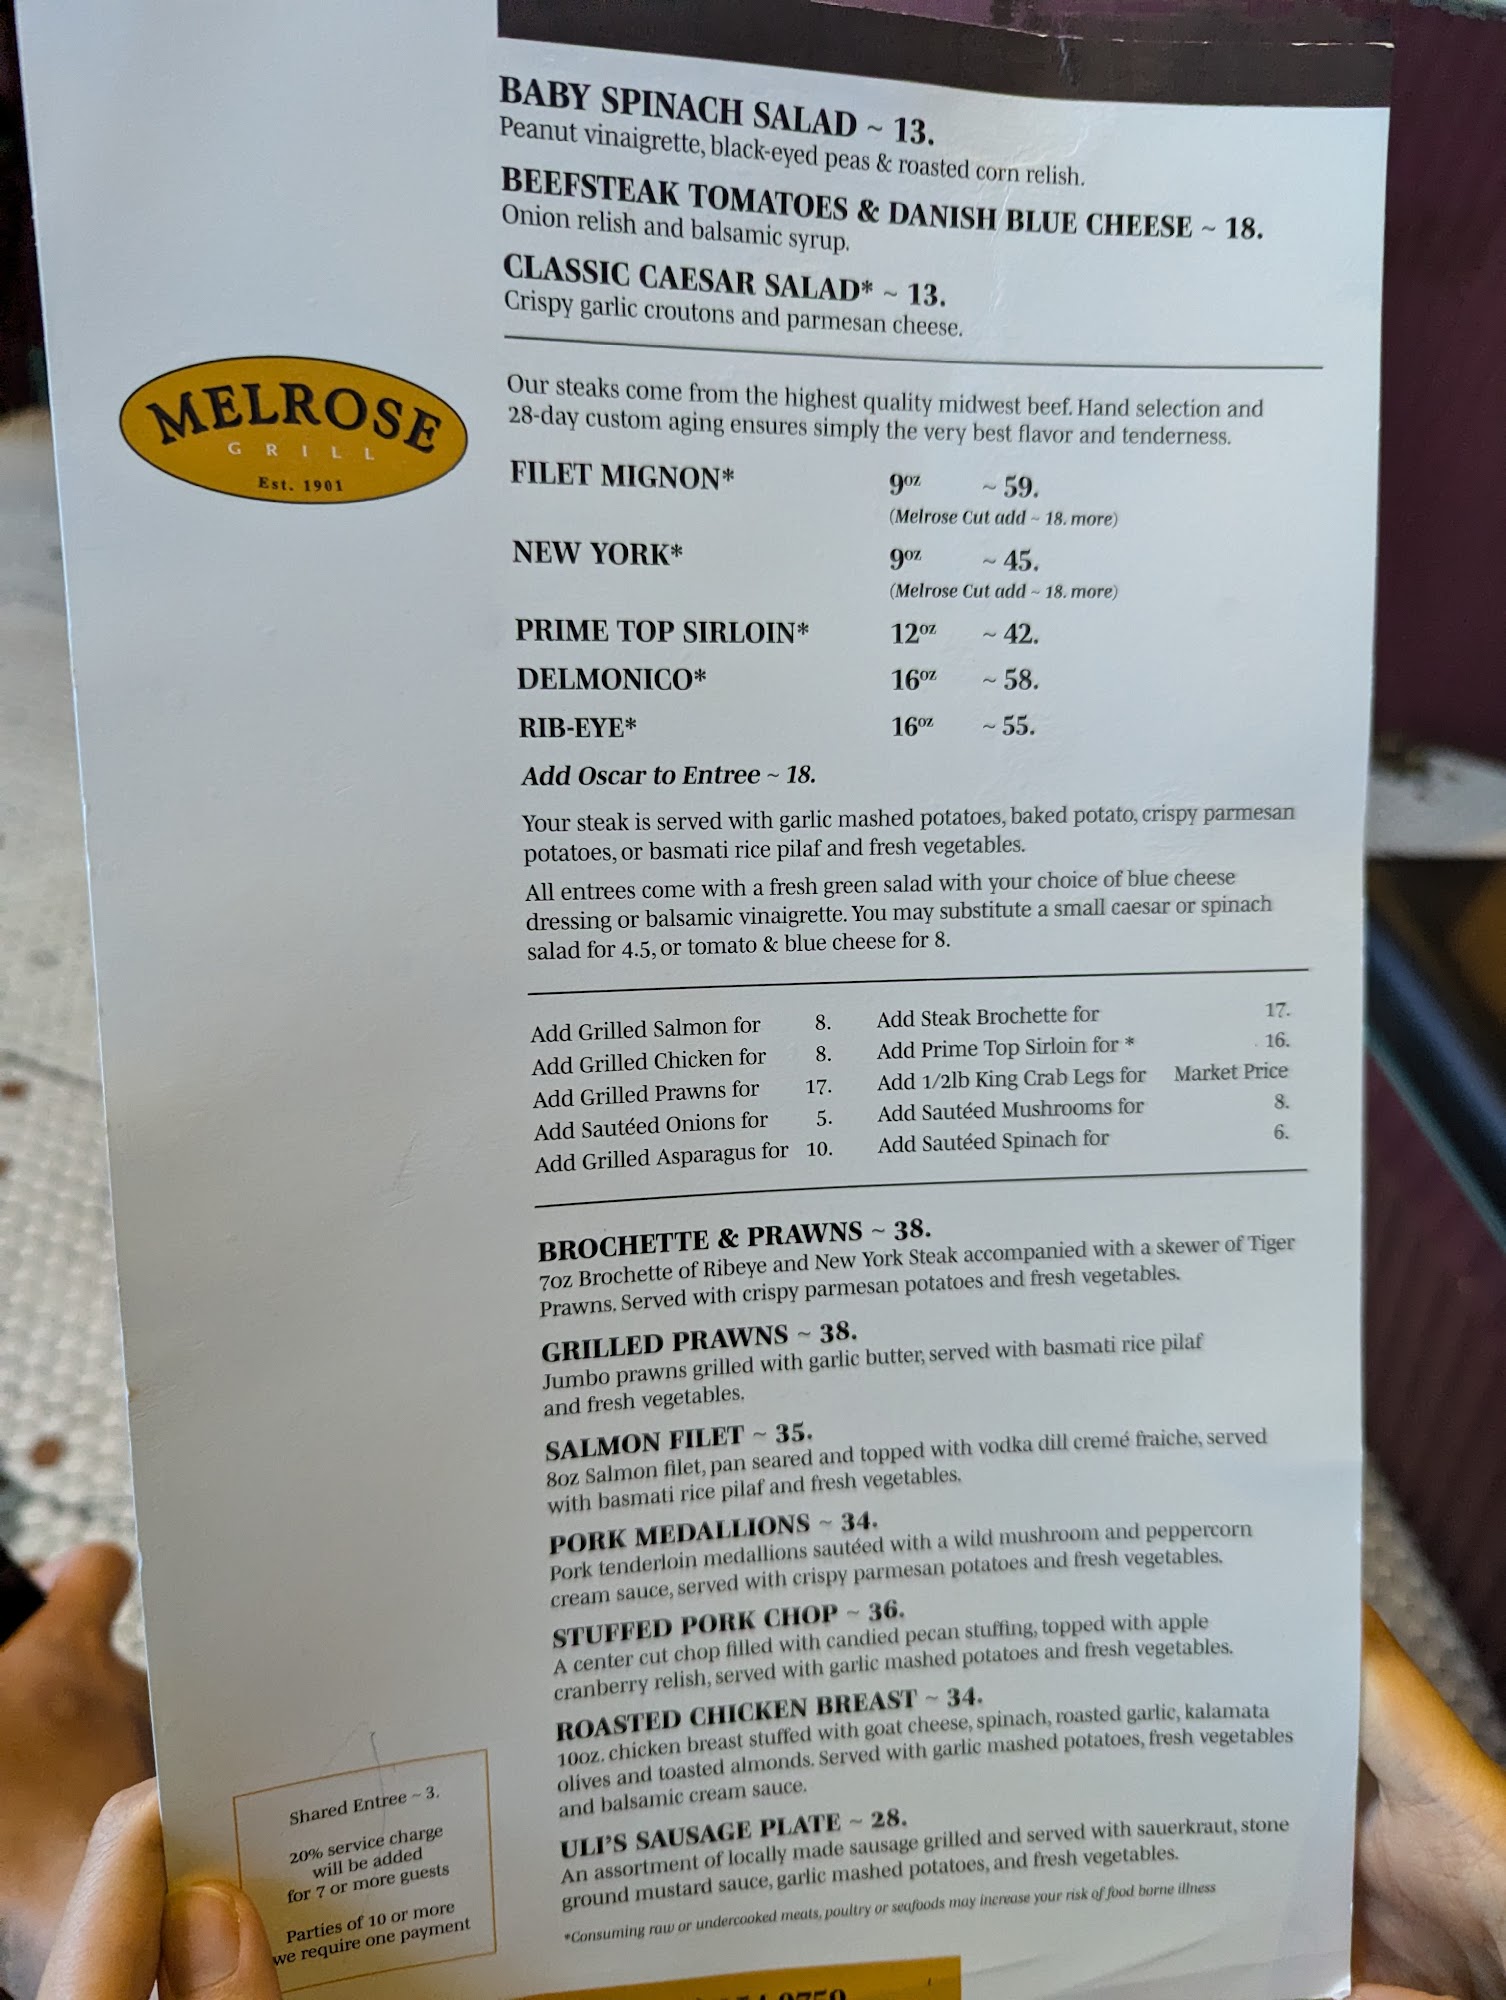 BABY SPINACH SALAD ~ 13.
Peanut vinaigrette, black-eyed peas & roasted corn relish.
BEEFSTEAK TOMATOES & DANISH BLUE CHEESE ~ 18.
Onion relish and balsamic syrup.
CLASSIC CAESAR SALAD* ~ 13.
Crispy garlic croutons and parmesan cheese.
MELROSE
GRILL
Est. 1901
Our steaks come from the highest quality midwest beef. Hand selection and
28-day custom aging ensures simply the very best flavor and tenderness.
FILET MIGNON* 9oz ~ 59.
(Melrose Cut add ~ 18. more)
NEW YORK* 9oz ~ 45.
(Melrose Cut add ~ 18. more)
PRIME TOP SIRLOIN* 12oz ~ 42.
DELMONICO* 16oz ~ 58.
RIB-EYE* 16oz ~ 55.
Add Oscar to Entree ~ 18.
Your steak is served with garlic mashed potatoes, baked potato, crispy parmesan
potatoes, or basmati rice pilaf and fresh vegetables.
All entrees come with a fresh green salad with your choice of blue cheese
dressing or balsamic vinaigrette. You may substitute a small caesar or spinach
salad for 4.5, or tomato & blue cheese for 8.
Add Grilled Salmon for 8. Add Steak Brochette for 17.
Add Grilled Chicken for 8. Add Prime Top Sirloin for * 16.
Add Grilled Prawns for 17. Add 1/2lb King Crab Legs for Market Price
Add Sautéed Onions for 5. Add Sautéed Mushrooms for 8.
Add Grilled Asparagus for 10. Add Sautéed Spinach for 6.
BROCHETTE & PRAWNS ~ 38.
7oz Brochette of Ribeye and New York Steak accompanied with a skewer of Tiger
Prawns. Served with crispy parmesan potatoes and fresh vegetables.
GRILLED PRAWNS ~ 38.
Jumbo prawns grilled with garlic butter, served with basmati rice pilaf
and fresh vegetables.
SALMON FILET ~ 35.
8oz Salmon filet, pan seared and topped with vodka dill cremé fraiche, served
with basmati rice pilaf and fresh vegetables.
PORK MEDALLIONS ~ 34.
Pork tenderloin medallions sautéed with a wild mushroom and peppercorn
cream sauce, served with crispy parmesan potatoes and fresh vegetables.
STUFFED PORK CHOP ~ 36.
A center cut chop filled with candied pecan stuffing, topped with apple
cranberry relish, served with garlic mashed potatoes and fresh vegetables.
ROASTED CHICKEN BREAST ~ 34.
10oz. chicken breast stuffed with goat cheese, spinach, roasted garlic, kalamata
olives and toasted almonds. Served with garlic mashed potatoes, fresh vegetables
and balsamic cream sauce.
ULI'S SAUSAGE PLATE ~ 28.
An assortment of locally made sausage grilled and served with sauerkraut, stone
ground mustard sauce, garlic mashed potatoes, and fresh vegetables.
*Consuming raw or undercooked meats, poultry or seafoods may increase your risk of food borne illness
Shared Entree ~ 3.
20% service charge
will be added
for 7 or more guests
Parties of 10 or more
we require one payment